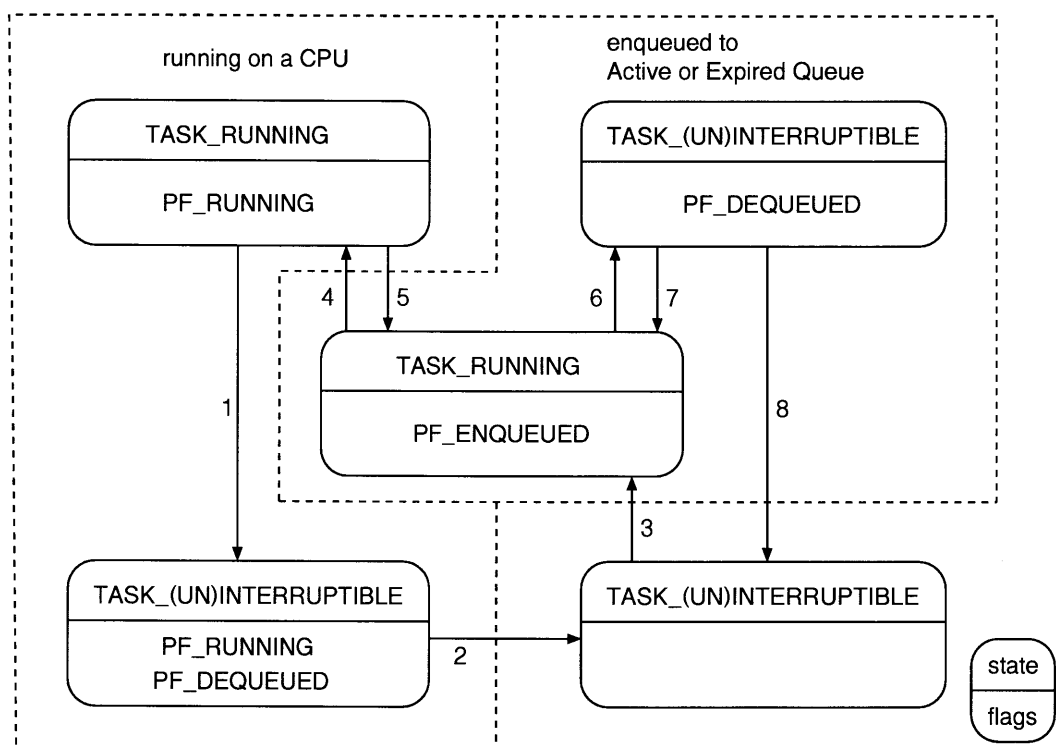 running on a CPU
enqueued to
Active or Expired Queue
TASK_RUNNING
PF_RUNNING
TASK_(UN)INTERRUPTIBLE
PF_DEQUEUED
4
5
6
7
TASK_RUNNING
PF_ENQUEUED
1
8
3
TASK_(UN)INTERRUPTIBLE
PF_RUNNING
PF_DEQUEUED
2
TASK_(UN)INTERRUPTIBLE
state
flags